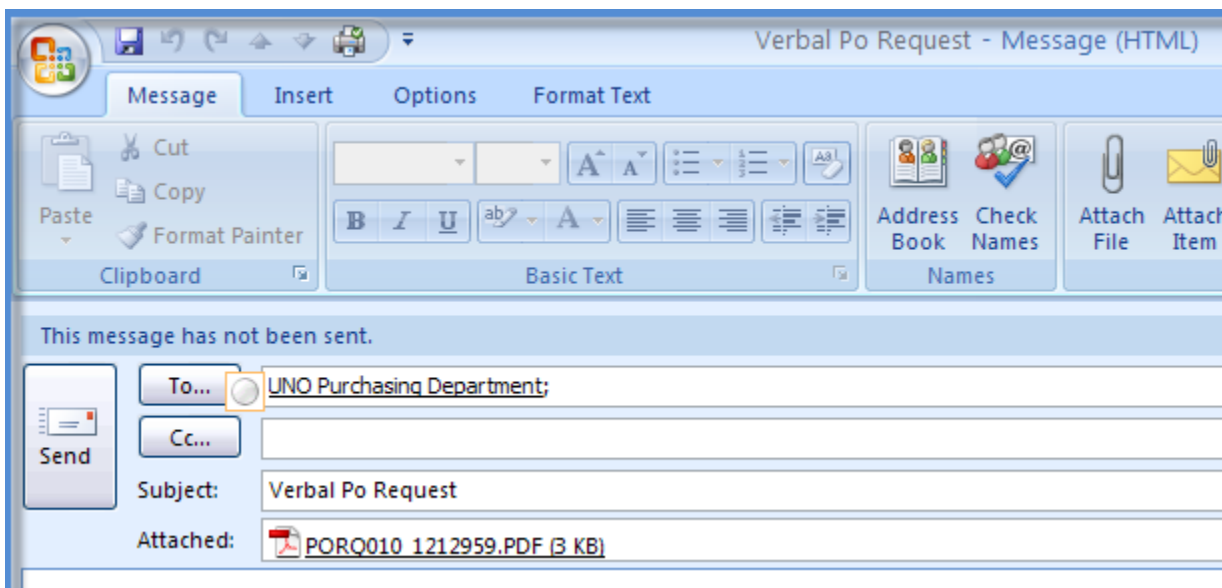 Verbal Po Request - Message (HTML)
Message Insert Options Format Text
Cut
Copy
Paste
Format Painter
Clipboard
A A Aa
B I U ab A
Basic Text
Address Book
Check Names
Names
Attach File
Attach Item
This message has not been sent.
To... UNO Purchasing Department;
Cc...
Send
Subject: Verbal Po Request
Attached: PORQ010_1212959.PDF (3 KB)